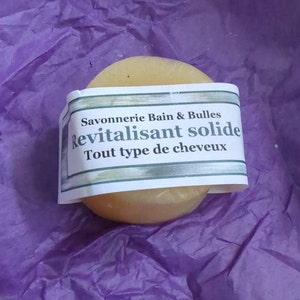 Savonnerie Bain & Bulles
Revitalisant solide
Tout type de cheveux